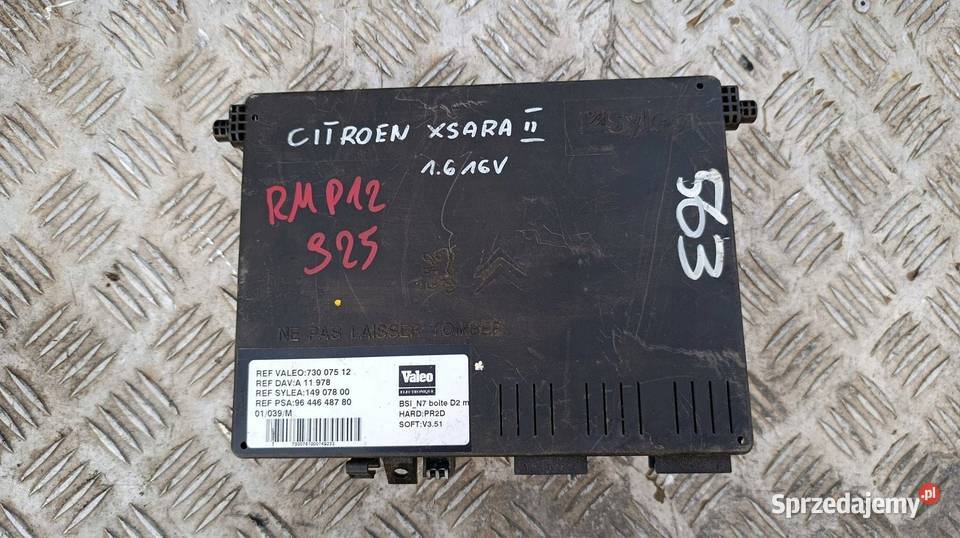 CITROEN XSARA II
1.6 16V
RMP12
S25
563
NE PAS LAISSER TOMBER
REF VALEO:730 075 12
REF DAV:A 11 978
REF SYLEA:149 078 00
REF PSA:96 446 487 80
01/039/M
Valeo
ELECTRONIQUE
BSI_N7 boite D2 m
HARD:PR2D
SOFT:V3.51
Sprzedajemy.pl